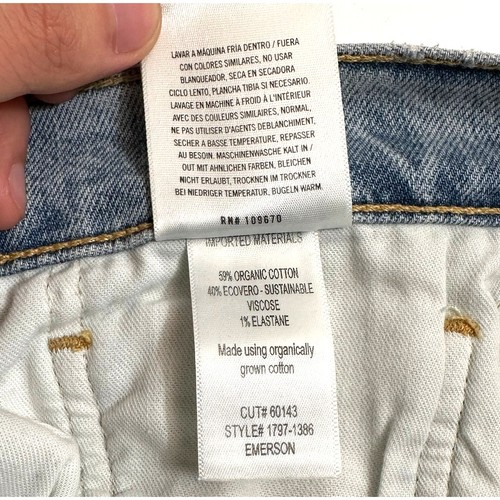 LAVAR A MÁQUINA FRÍA DENTRO / FUERA
CON COLORES SIMILARES, NO USAR
BLANQUEADOR, SECA EN SECADORA
CICLO LENTO, PLANCHA TIBIA SI NECESARIO.
LAVAGE EN MACHINE À FROID À L'INTÉRIEUR
AVEC DES COULEURS SIMILAIRES, NORMAL,
NE PAS UTILISER D'AGENTS DEBLANCHIMENT,
SECHER A BASSE TEMPERATUR, REPASSER
AU BESOIN. MASCHINENWASCHE KALT IN /
OUT MIT AHNLICHEN FARBEN, BLEICHEN
NICHT ERLAUBT, TROCKNEN IM TROCKNER
BEI NIEDRIGER TEMPERATUR, BUGELN WARM.
RN# 109670
IMPORTED MATERIALS
59% ORGANIC COTTON
40% ECOVERO - SUSTAINABLE
VISCOSE
1% ELASTANE
Made using organically
grown cotton
CUT# 60143
STYLE# 1797-1386
EMERSON